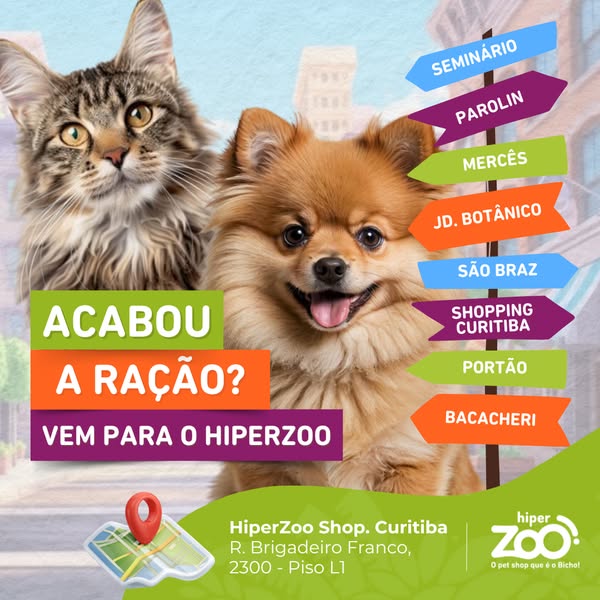 SEMINÁRIO
PAROLIN
MERCÊS
JD. BOTÂNICO
SÃO BRAZ
SHOPPING
CURITIBA
PORTÃO
BACACHERI
ACABOU
A RAÇÃO?
VEM PARA O HIPERZOO
HiperZoo Shop. Curitiba
R. Brigadeiro Franco,
2300 - Piso L1
hiper
ZOO
O pet shop que é o Bicho!